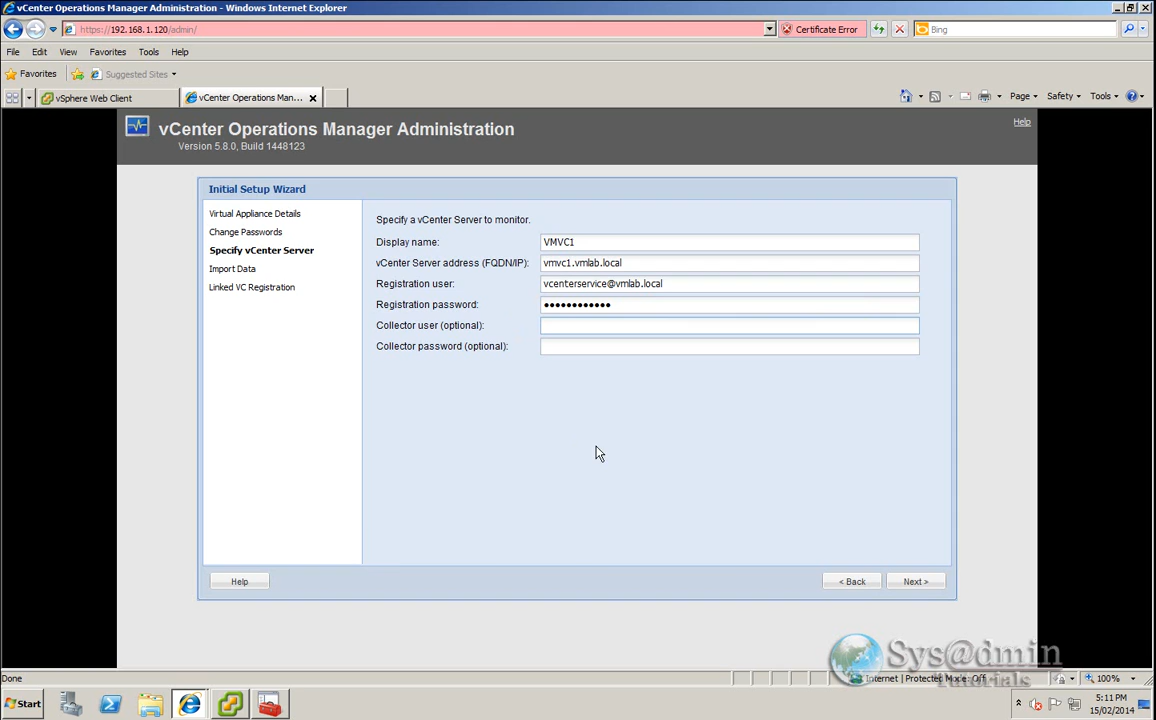 vCenter Operations Manager Administration - Windows Internet Explorer
https://192.168.1.120/admin/
Certificate Error
Bing
File Edit View Favorites Tools Help
Favorites
Suggested Sites
vSphere Web Client
vCenter Operations Man...
Page Safety Tools
vCenter Operations Manager Administration
Version 5.8.0, Build 1448123
Help
Initial Setup Wizard
Virtual Appliance Details
Change Passwords
Specify vCenter Server
Import Data
Linked VC Registration
Specify a vCenter Server to monitor.
Display name: VMVC1
vCenter Server address (FQDN/IP): vmvc1.vmlab.local
Registration user: vcenterservice@vmlab.local
Registration password: ••••••••••••
Collector user (optional):
Collector password (optional):
Help
< Back
Next >
Sys@dmin
Tutorials
Done
Internet | Protected Mode: Off
100%
Start
5:11 PM
15/02/2014